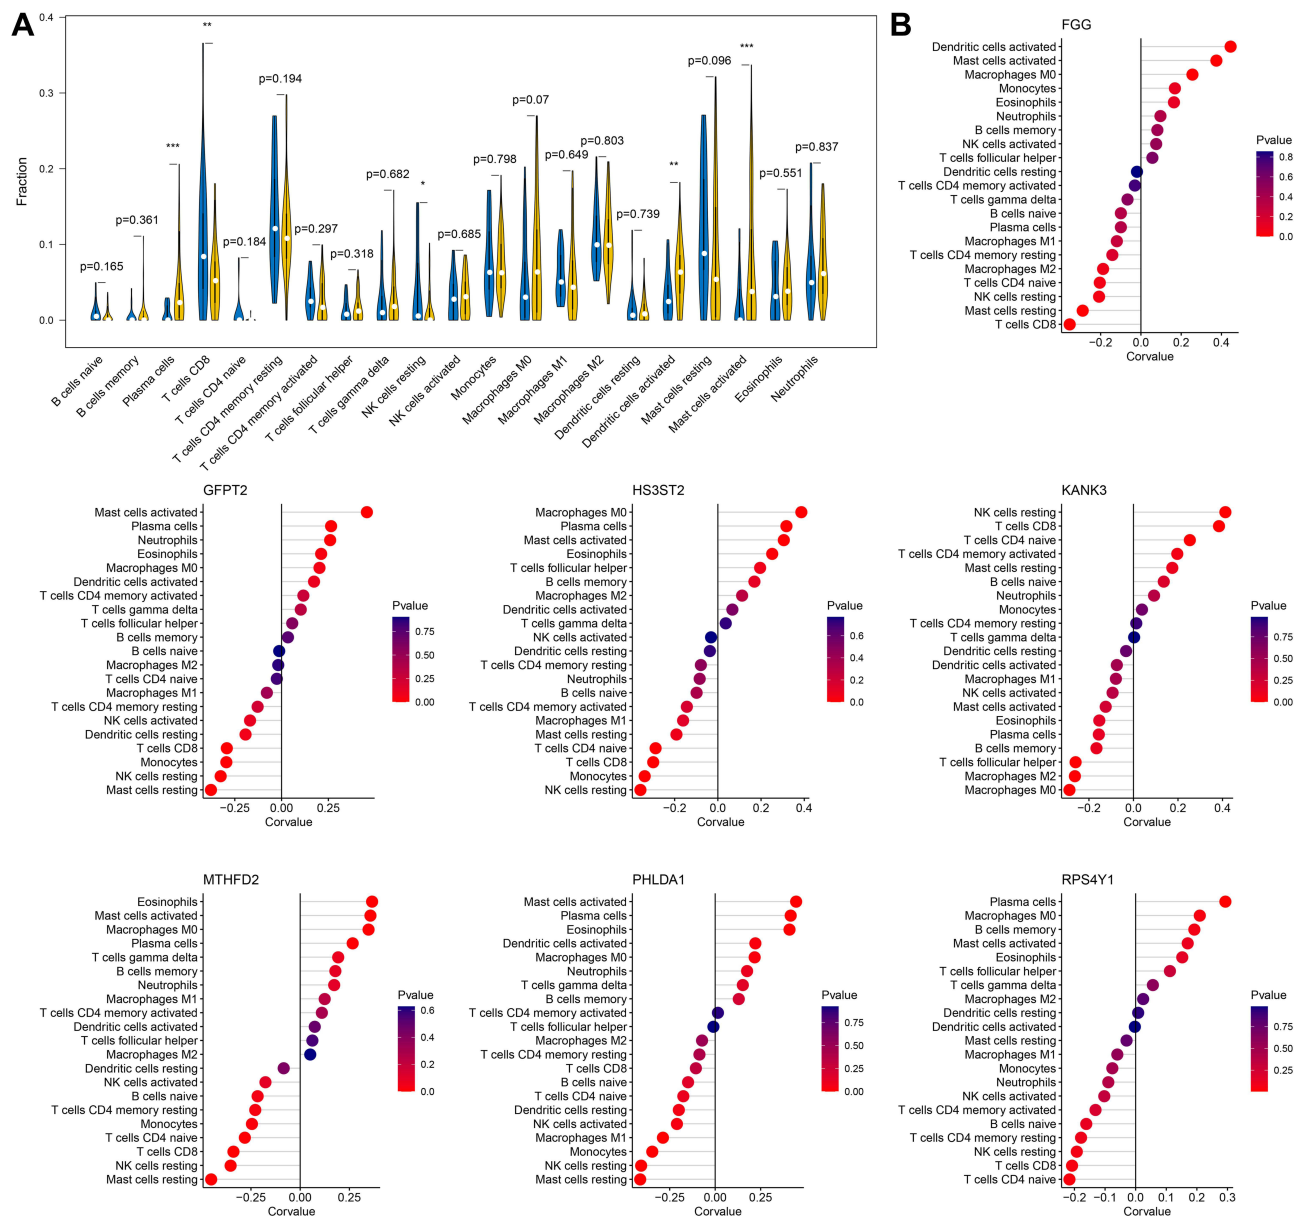 A
B
0.4
0.3
0.2
0.1
0.0
Fraction
p=0.165
p=0.361
***
**
p=0.184
p=0.194
p=0.297
p=0.318
p=0.682
*
p=0.685
p=0.798
p=0.07
p=0.649
p=0.803
p=0.739
**
p=0.096
***
p=0.551
p=0.837
B cells naive
B cells memory
Plasma cells
T cells CD8
T cells CD4 naive
T cells CD4 memory resting
T cells CD4 memory activated
T cells follicular helper
T cells gamma delta
NK cells resting
NK cells activated
Monocytes
Macrophages M0
Macrophages M1
Macrophages M2
Dendritic cells resting
Dendritic cells activated
Mast cells resting
Mast cells activated
Eosinophils
Neutrophils
FGG
Dendritic cells activated
Mast cells activated
Macrophages M0
Monocytes
Eosinophils
Neutrophils
B cells memory
NK cells activated
T cells follicular helper
Dendritic cells resting
T cells CD4 memory activated
T cells gamma delta
B cells naive
Plasma cells
Macrophages M1
T cells CD4 memory resting
Macrophages M2
T cells CD4 naive
NK cells resting
Mast cells resting
T cells CD8
−0.2 0.0 0.2 0.4
Corvalue
Pvalue
0.8
0.6
0.4
0.2
0.0
GFPT2
Mast cells activated
Plasma cells
Neutrophils
Eosinophils
Macrophages M0
Dendritic cells activated
T cells CD4 memory activated
T cells gamma delta
T cells follicular helper
B cells memory
B cells naive
Macrophages M2
T cells CD4 naive
Macrophages M1
T cells CD4 memory resting
NK cells activated
Dendritic cells resting
T cells CD8
Monocytes
NK cells resting
Mast cells resting
−0.25 0.00 0.25
Corvalue
Pvalue
0.75
0.50
0.25
0.00
HS3ST2
Macrophages M0
Plasma cells
Mast cells activated
Eosinophils
T cells follicular helper
B cells memory
Macrophages M2
Dendritic cells activated
T cells gamma delta
NK cells activated
Dendritic cells resting
T cells CD4 memory resting
Neutrophils
B cells naive
T cells CD4 memory activated
Macrophages M1
Mast cells resting
T cells CD4 naive
T cells CD8
Monocytes
NK cells resting
−0.2 0.0 0.2 0.4
Corvalue
Pvalue
0.6
0.4
0.2
0.0
KANK3
NK cells resting
T cells CD8
T cells CD4 naive
T cells CD4 memory activated
Mast cells resting
B cells naive
Neutrophils
Monocytes
T cells CD4 memory resting
T cells gamma delta
Dendritic cells resting
Dendritic cells activated
Macrophages M1
NK cells activated
Mast cells activated
Eosinophils
Plasma cells
B cells memory
T cells follicular helper
Macrophages M2
Macrophages M0
−0.2 0.0 0.2 0.4
Corvalue
Pvalue
0.75
0.50
0.25
0.00
MTHFD2
Eosinophils
Mast cells activated
Macrophages M0
Plasma cells
T cells gamma delta
B cells memory
Neutrophils
Macrophages M1
T cells CD4 memory activated
Dendritic cells activated
T cells follicular helper
Macrophages M2
Dendritic cells resting
NK cells activated
B cells naive
T cells CD4 memory resting
Monocytes
T cells CD4 naive
T cells CD8
NK cells resting
Mast cells resting
−0.25 0.00 0.25
Corvalue
Pvalue
0.6
0.4
0.2
0.0
PHLDA1
Mast cells activated
Plasma cells
Eosinophils
Dendritic cells activated
Macrophages M0
Neutrophils
T cells gamma delta
B cells memory
T cells CD4 memory activated
T cells follicular helper
Macrophages M2
T cells CD4 memory resting
T cells CD8
B cells naive
T cells CD4 naive
Dendritic cells resting
NK cells activated
Macrophages M1
Monocytes
NK cells resting
Mast cells resting
−0.25 0.00 0.25
Corvalue
Pvalue
0.75
0.50
0.25
0.00
RPS4Y1
Plasma cells
Macrophages M0
B cells memory
Mast cells activated
Eosinophils
T cells follicular helper
T cells gamma delta
Macrophages M2
Dendritic cells resting
Dendritic cells activated
Mast cells resting
Macrophages M1
Monocytes
Neutrophils
NK cells activated
T cells CD4 memory activated
B cells naive
T cells CD4 memory resting
NK cells resting
T cells CD8
T cells CD4 naive
−0.2 −0.1 0.0 0.1 0.2 0.3
Corvalue
Pvalue
0.75
0.50
0.25